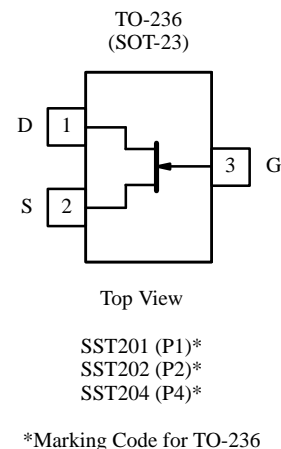 TO-236
(SOT-23)
D 1
3 G
S 2
Top View
SST201 (P1)*
SST202 (P2)*
SST204 (P4)*
*Marking Code for TO-236